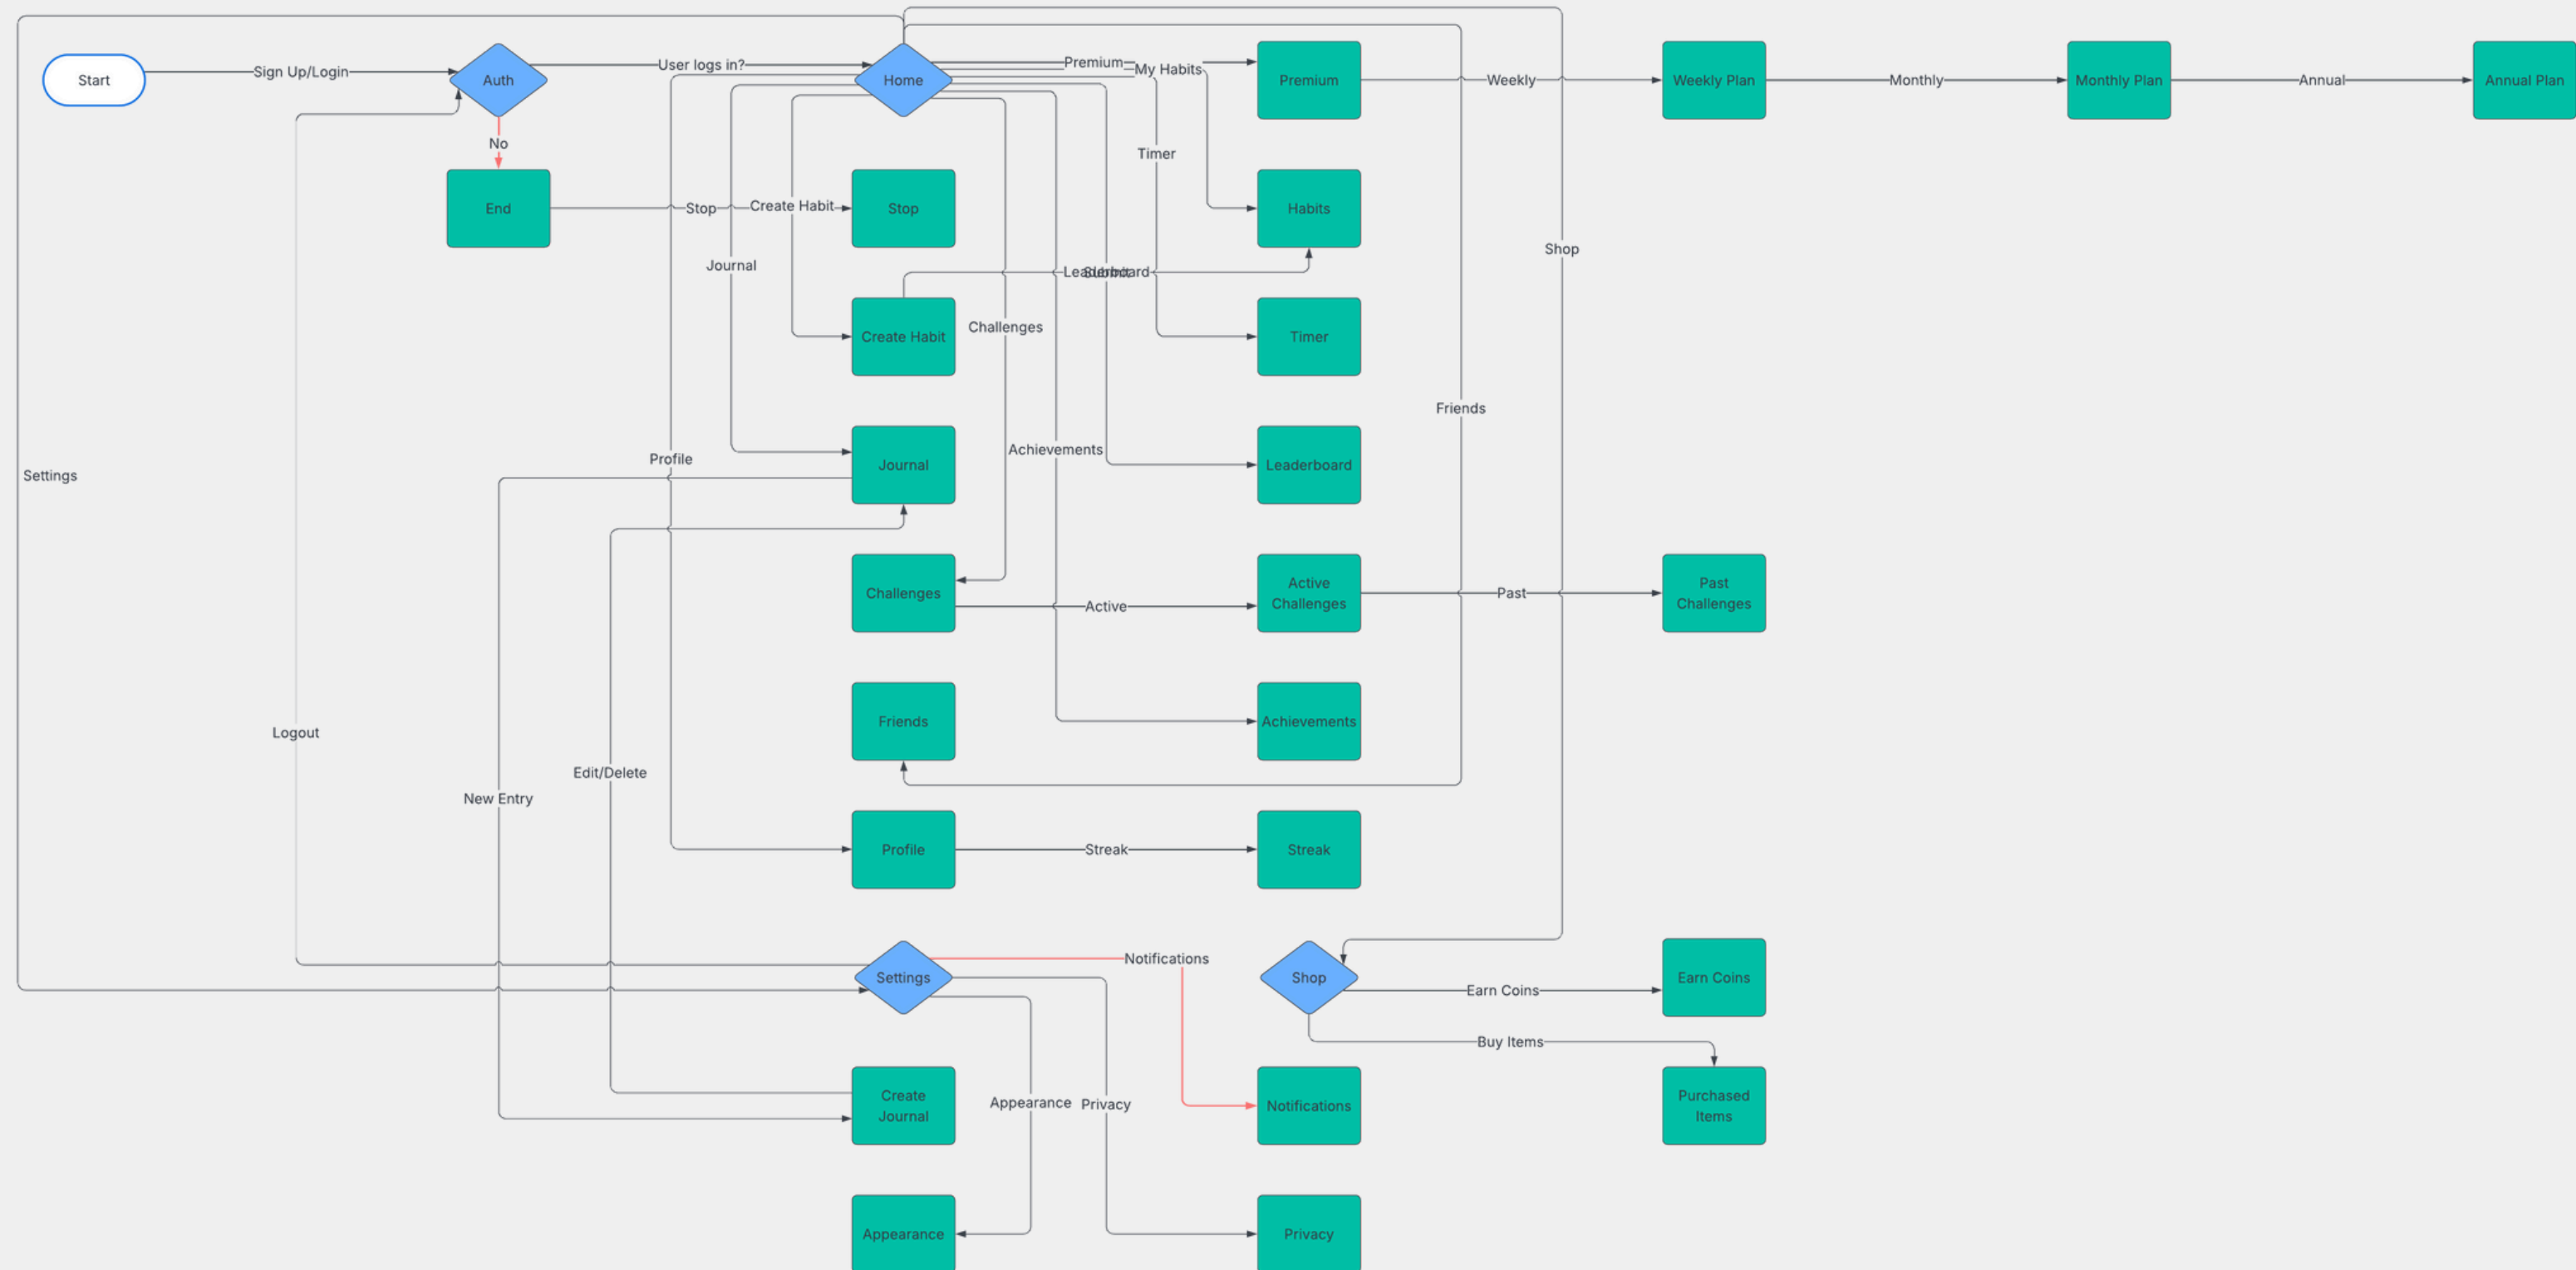 Start
Sign Up/Login
Auth
User logs in?
Home
Premium
My Habits
Premium
Weekly
Weekly Plan
Monthly
Monthly Plan
Annual
Annual Plan
No
Timer
End
Stop
Create Habit
Stop
Habits
Shop
Journal
Leaderboard
Submit
Challenges
Create Habit
Timer
Friends
Achievements
Profile
Journal
Leaderboard
Settings
Challenges
Active
Active
Challenges
Past
Past
Challenges
Friends
Achievements
Logout
Edit/Delete
New Entry
Profile
Streak
Streak
Notifications
Settings
Shop
Earn Coins
Earn Coins
Buy Items
Create
Journal
Appearance
Privacy
Notifications
Purchased
Items
Appearance
Privacy